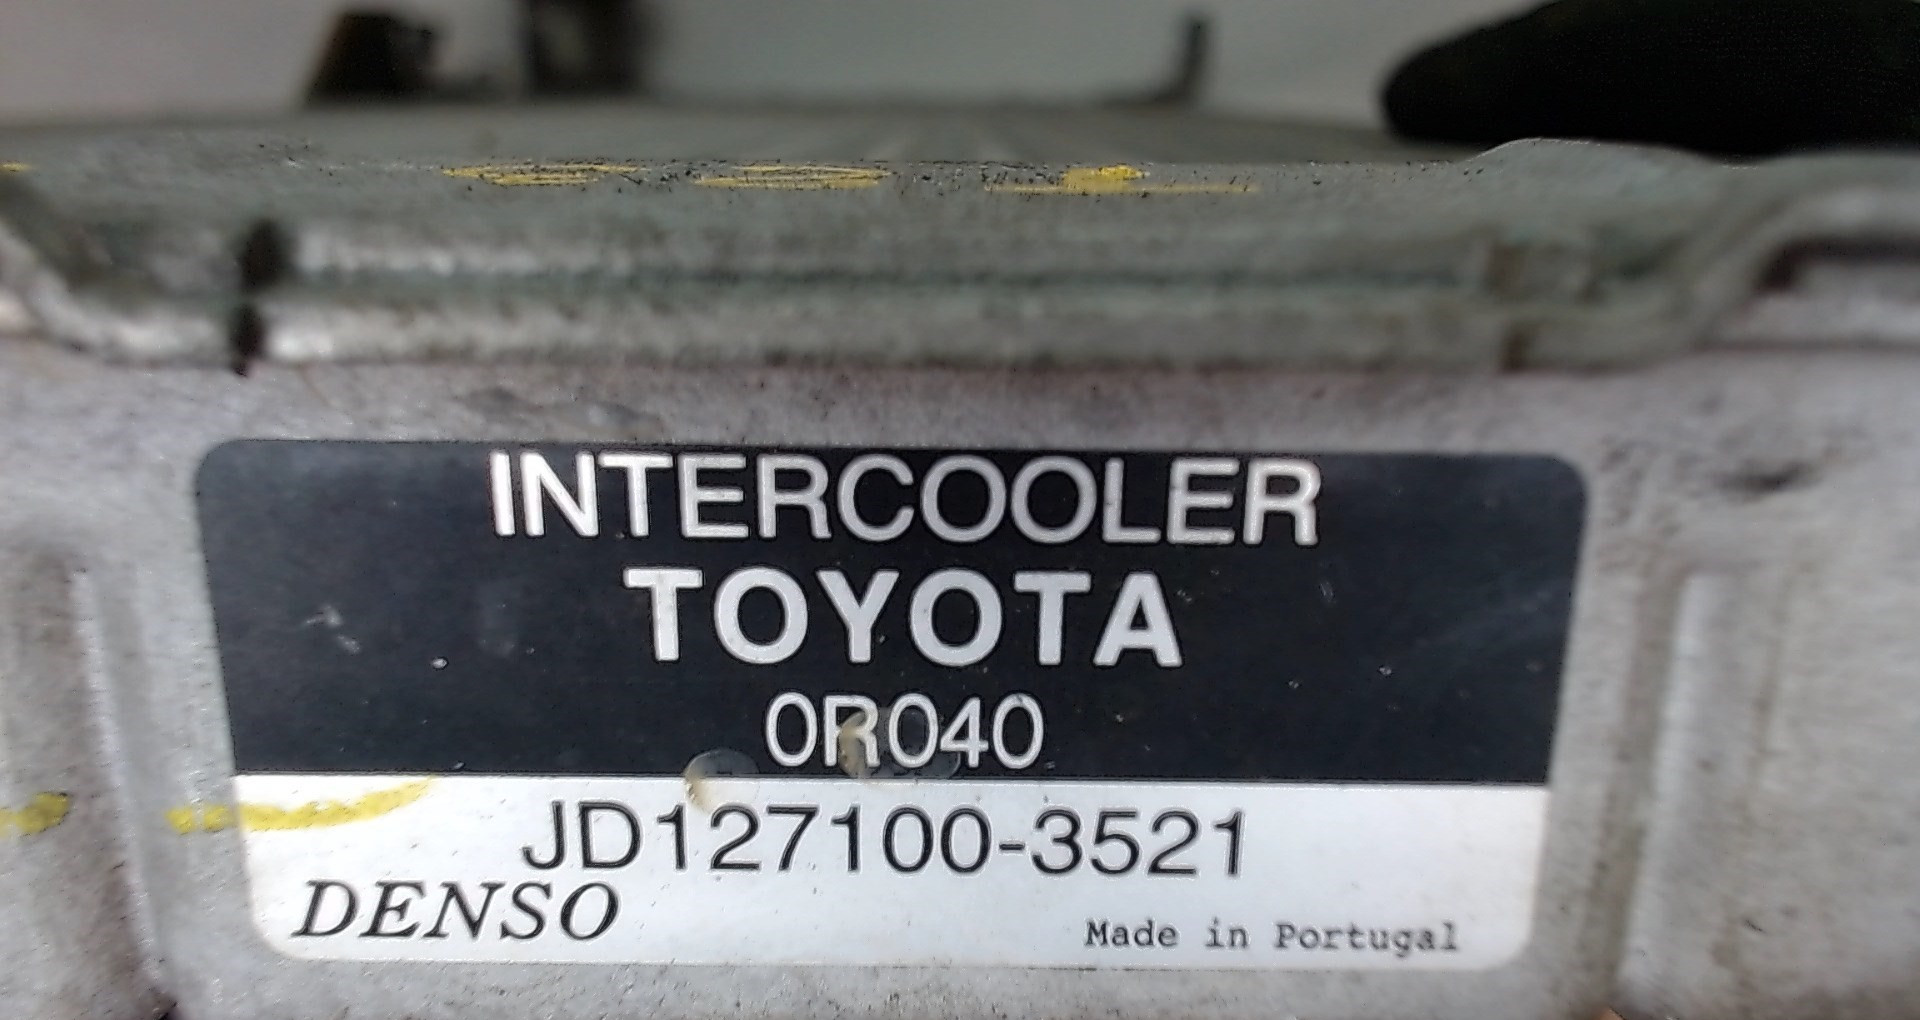 INTERCOOLER
TOYOTA
0R040
JD127100-3521
DENSO
Made in Portugal